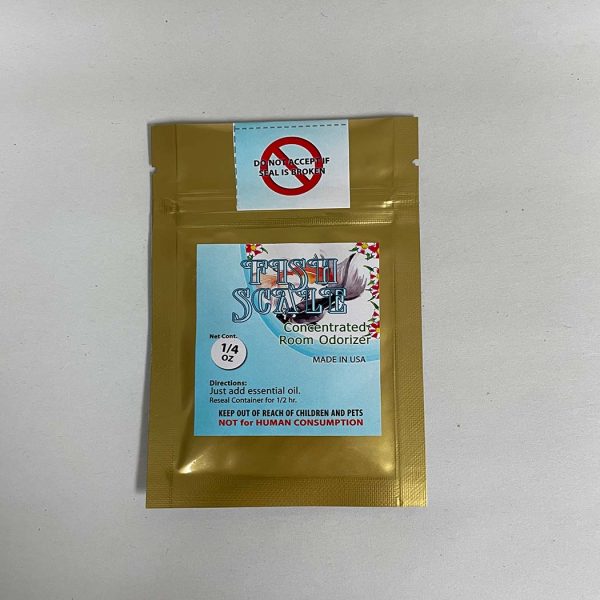 DO NOT ACCEPT IF
SEAL IS BROKEN
FISH
SCALE
Concentrated
Room Odorizer
Net Cont.
1/4
OZ
MADE IN USA
Directions:
Just add essential oil.
Reseal Container for 1/2 hr.
KEEP OUT OF REACH OF CHILDREN AND PETS
NOT for HUMAN CONSUMPTION